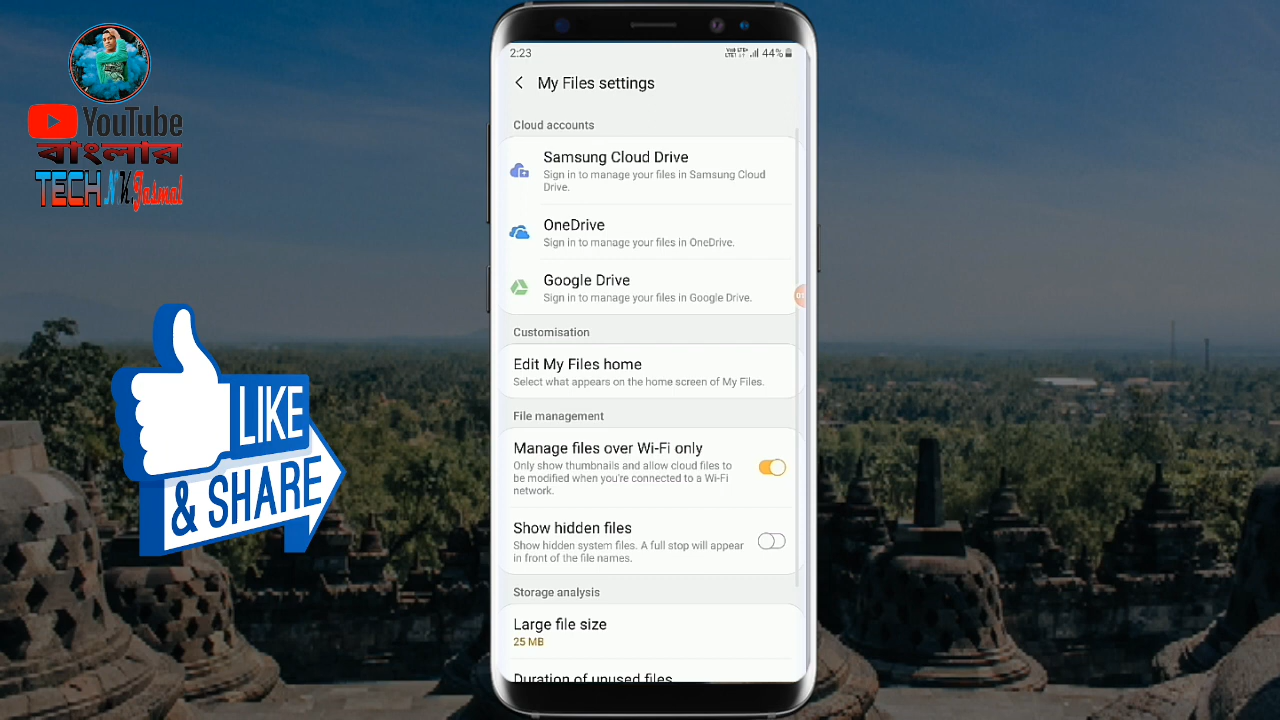 YouTube
বাংলার
TECH N K Jasmal
LIKE
& SHARE
2:23
44%
My Files settings
Cloud accounts
Samsung Cloud Drive
Sign in to manage your files in Samsung Cloud
Drive.
OneDrive
Sign in to manage your files in OneDrive.
Google Drive
Sign in to manage your files in Google Drive.
Customisation
Edit My Files home
Select what appears on the home screen of My Files.
File management
Manage files over Wi-Fi only
Only show thumbnails and allow cloud files to
be modified when you're connected to a Wi-Fi
network.
Show hidden files
Show hidden system files. A full stop will appear
in front of the file names.
Storage analysis
Large file size
25 MB
Duration of unused files